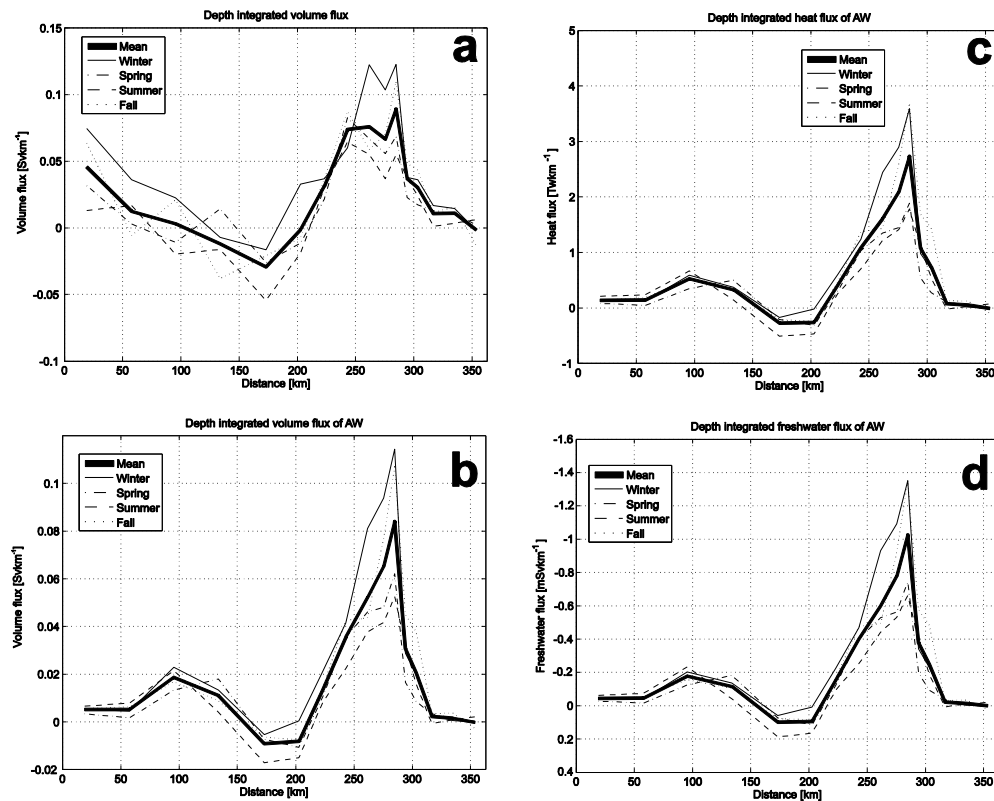 Depth integrated volume flux
a
Mean
Winter
Spring
Summer
Fall
Volume flux [Svkm⁻¹]
0.15
0.1
0.05
0
-0.05
-0.1
0 50 100 150 200 250 300 350
Distance [km]
Depth integrated heat flux of AW
c
Mean
Winter
Spring
Summer
Fall
Heat flux [Twkm⁻¹]
5
4
3
2
1
0
-1
0 50 100 150 200 250 300 350
Distance [km]
Depth integrated volume flux of AW
b
Mean
Winter
Spring
Summer
Fall
Volume flux [Svkm⁻¹]
0.1
0.08
0.06
0.04
0.02
0
-0.02
0 50 100 150 200 250 300 350
Distance [km]
Depth integrated freshwater flux of AW
d
Mean
Winter
Spring
Summer
Fall
Freshwater flux [mSvkm⁻¹]
-1.6
-1.4
-1.2
-1
-0.8
-0.6
-0.4
-0.2
0
0.2
0.4
0 50 100 150 200 250 300 350
Distance [km]